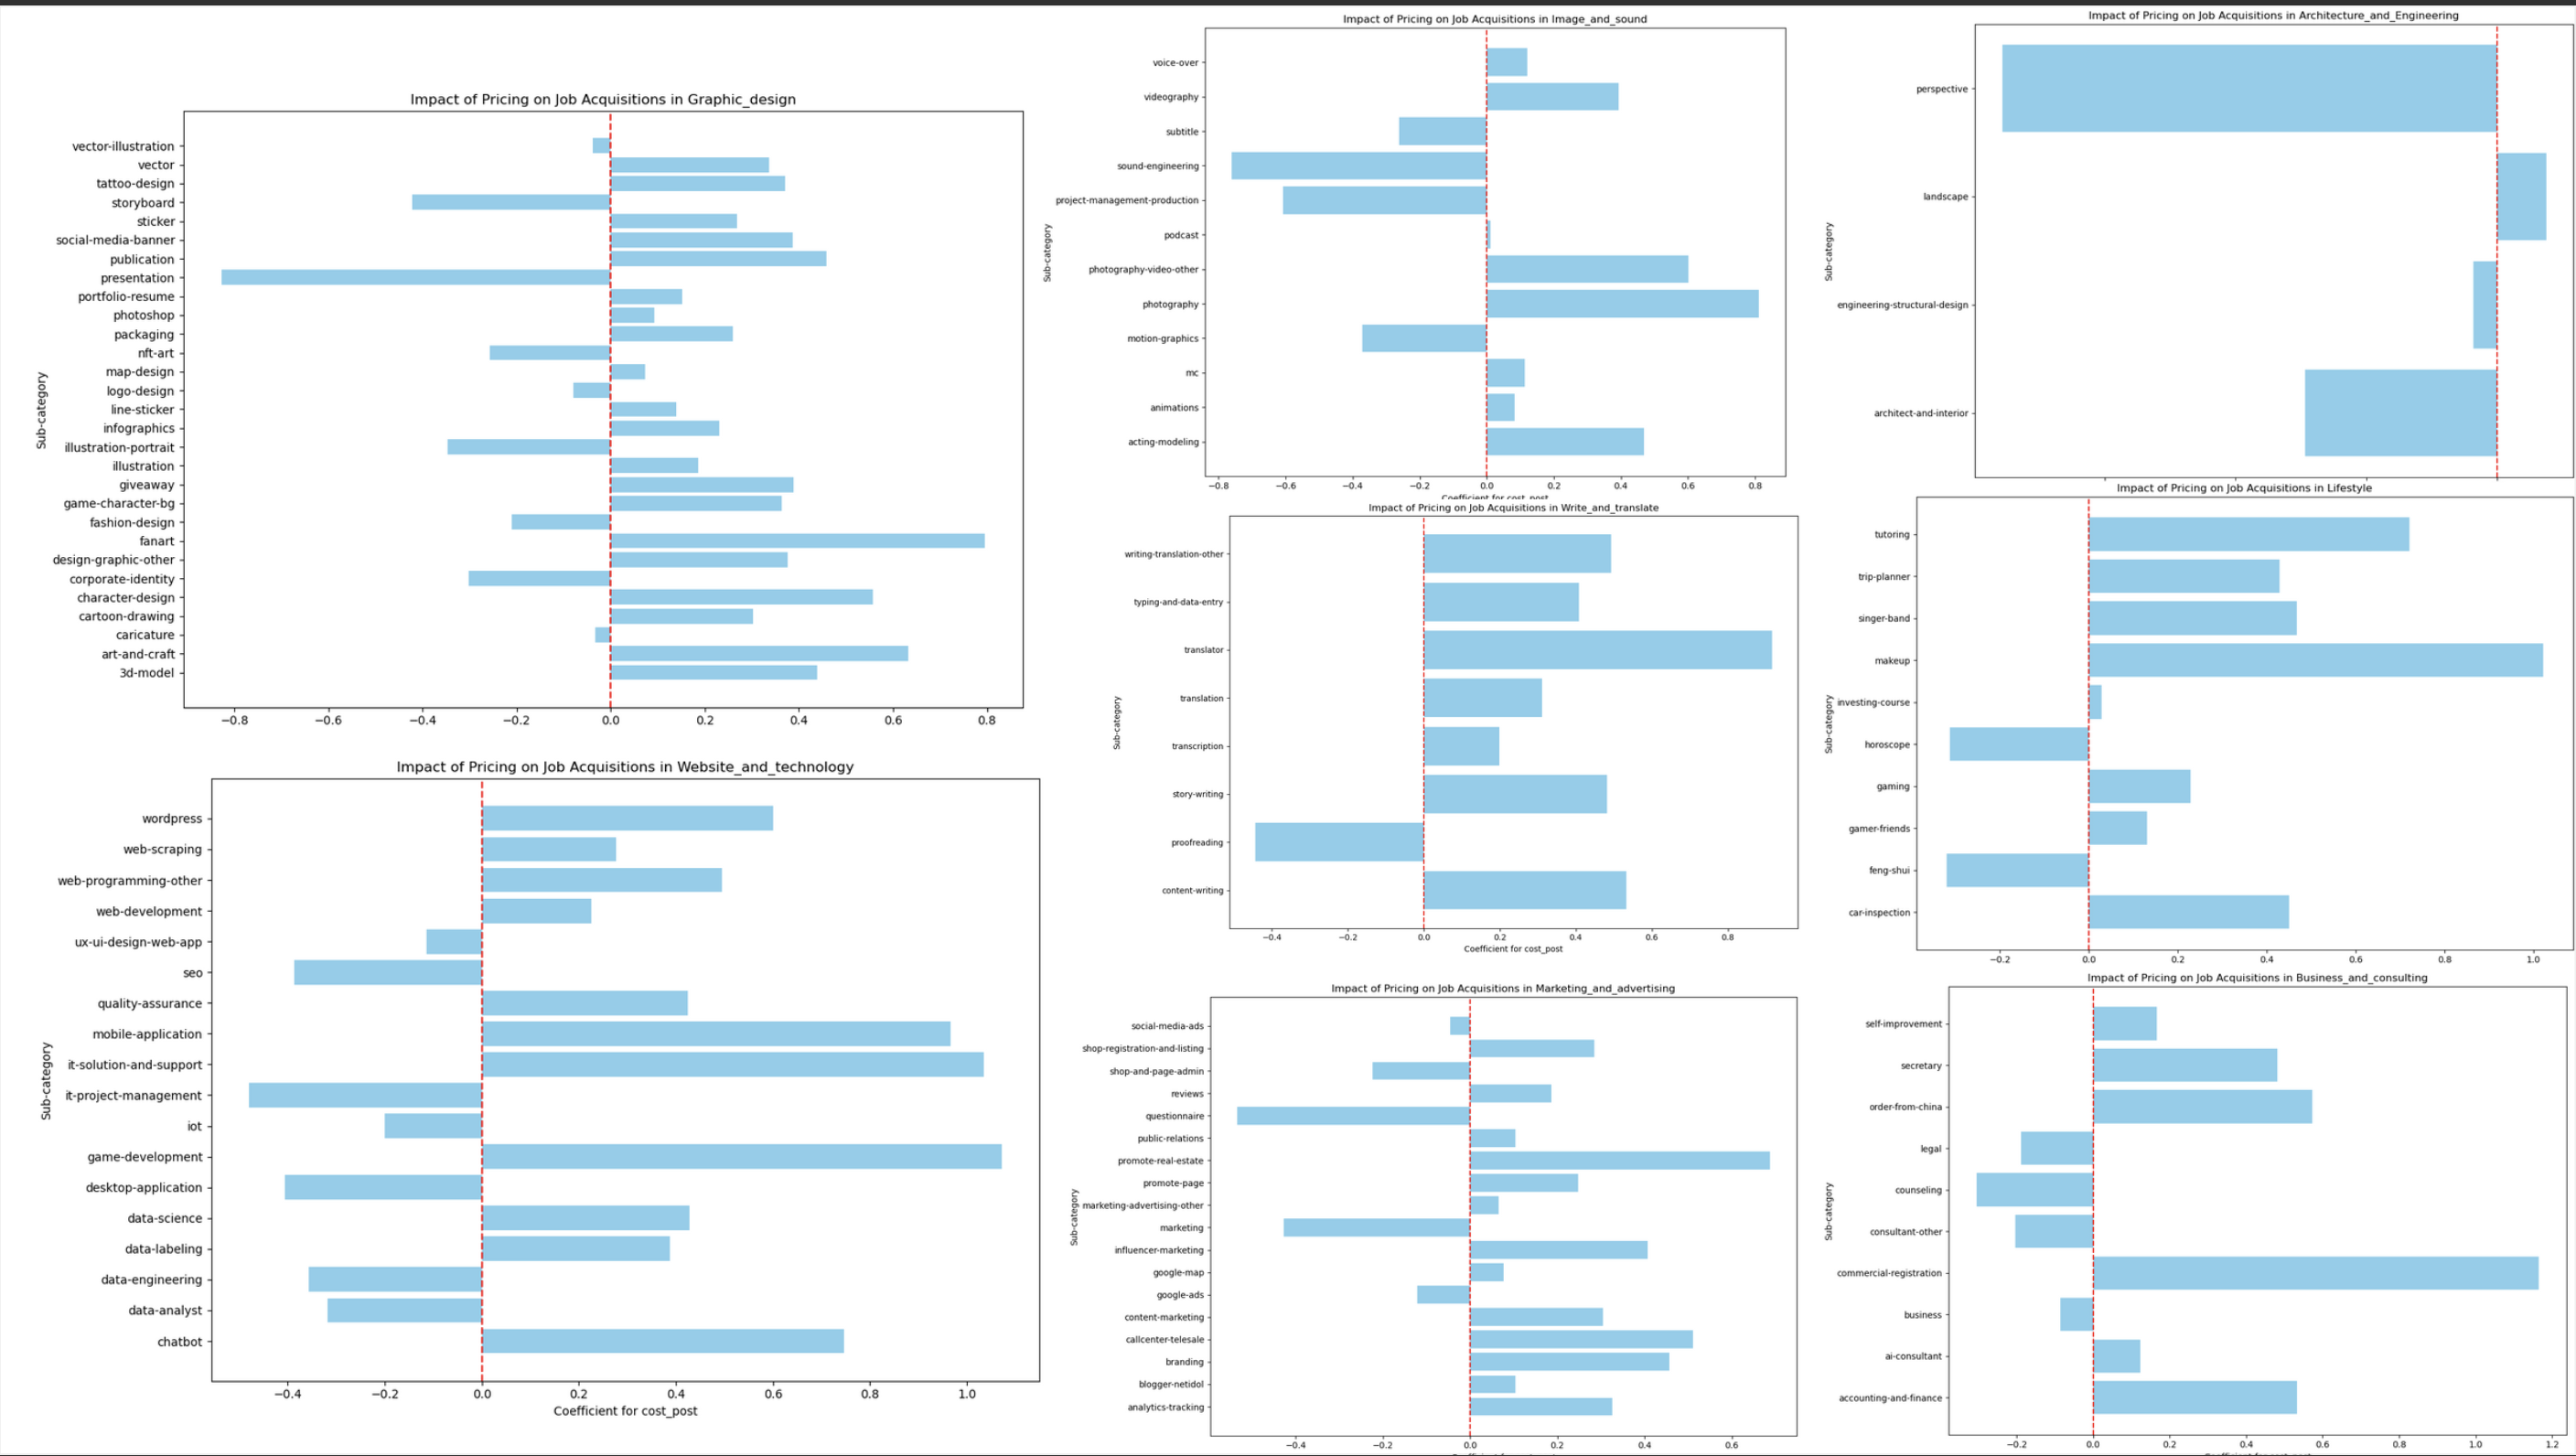 Impact of Pricing on Job Acquisitions in Graphic_design
Sub-category
vector-illustration
vector
tattoo-design
storyboard
sticker
social-media-banner
publication
presentation
portfolio-resume
photoshop
packaging
nft-art
map-design
logo-design
line-sticker
infographics
illustration-portrait
illustration
giveaway
game-character-bg
fashion-design
fanart
design-graphic-other
corporate-identity
character-design
cartoon-drawing
caricature
art-and-craft
3d-model
−0.8 −0.6 −0.4 −0.2 0.0 0.2 0.4 0.6 0.8
Impact of Pricing on Job Acquisitions in Website_and_technology
Sub-category
wordpress
web-scraping
web-programming-other
web-development
ux-ui-design-web-app
seo
quality-assurance
mobile-application
it-solution-and-support
it-project-management
iot
game-development
desktop-application
data-science
data-labeling
data-engineering
data-analyst
chatbot
−0.4 −0.2 0.0 0.2 0.4 0.6 0.8 1.0
Coefficient for cost_post
Impact of Pricing on Job Acquisitions in Image_and_sound
Sub-category
voice-over
videography
subtitle
sound-engineering
project-management-production
podcast
photography-video-other
photography
motion-graphics
mc
animations
acting-modeling
−0.8 −0.6 −0.4 −0.2 0.0 0.2 0.4 0.6 0.8
Coefficient for cost_post
Impact of Pricing on Job Acquisitions in Write_and_translate
Sub-category
writing-translation-other
typing-and-data-entry
translator
translation
transcription
story-writing
proofreading
content-writing
−0.4 −0.2 0.0 0.2 0.4 0.6 0.8
Coefficient for cost_post
Impact of Pricing on Job Acquisitions in Marketing_and_advertising
Sub-category
social-media-ads
shop-registration-and-listing
shop-and-page-admin
reviews
questionnaire
public-relations
promote-real-estate
promote-page
marketing-advertising-other
marketing
influencer-marketing
google-map
google-ads
content-marketing
callcenter-telesale
branding
blogger-netidol
analytics-tracking
−0.4 −0.2 0.0 0.2 0.4 0.6
Impact of Pricing on Job Acquisitions in Architecture_and_Engineering
Sub-category
perspective
landscape
engineering-structural-design
architect-and-interior
Impact of Pricing on Job Acquisitions in Lifestyle
Sub-category
tutoring
trip-planner
singer-band
makeup
investing-course
horoscope
gaming
gamer-friends
feng-shui
car-inspection
−0.2 0.0 0.2 0.4 0.6 0.8 1.0
Impact of Pricing on Job Acquisitions in Business_and_consulting
Sub-category
self-improvement
secretary
order-from-china
legal
counseling
consultant-other
commercial-registration
business
ai-consultant
accounting-and-finance
−0.2 0.0 0.2 0.4 0.6 0.8 1.0 1.2